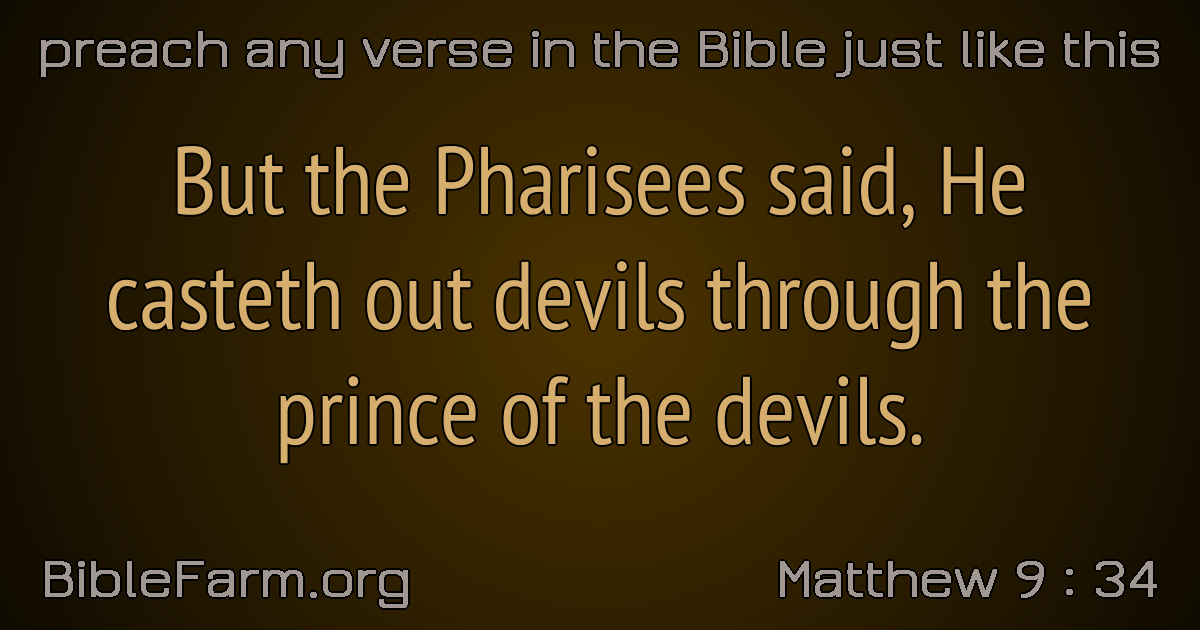 preach any verse in the Bible just like this
But the Pharisees said, He
casteth out devils through the
prince of the devils.
BibleFarm.org
Matthew 9 : 34